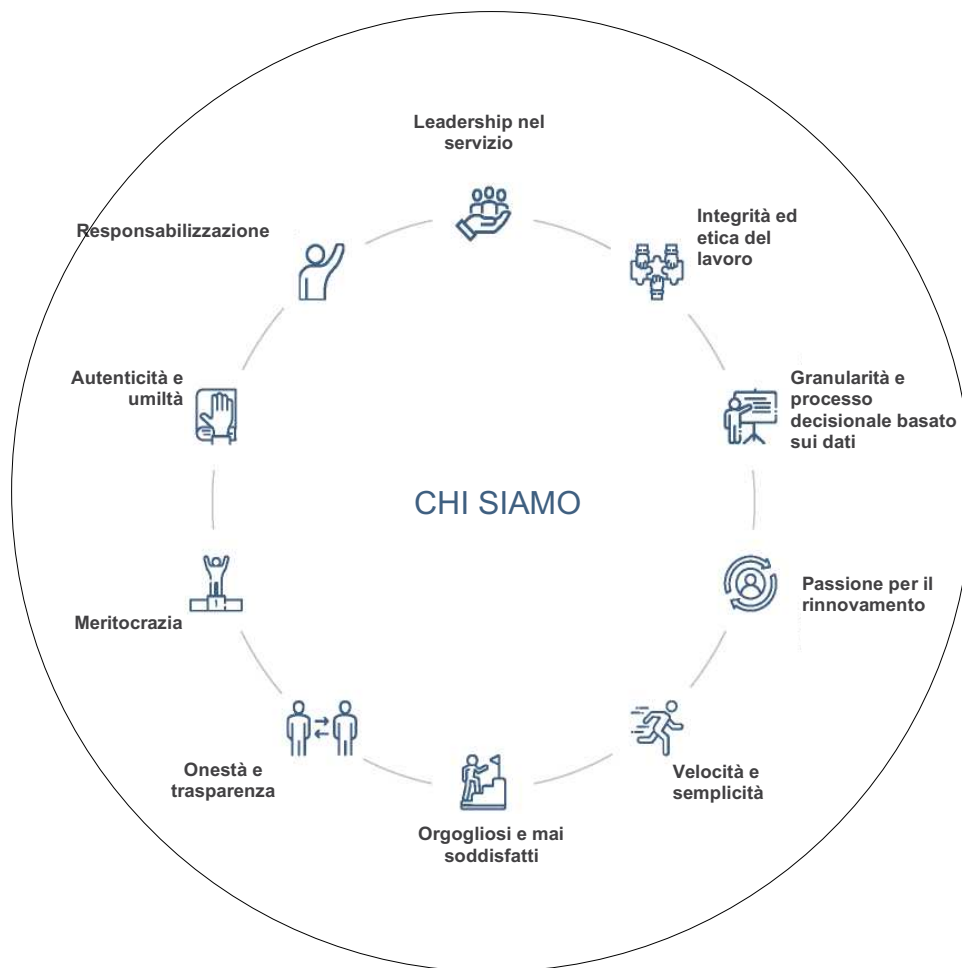 Leadership nel
servizio
Integrità ed
etica del
lavoro
Granularità e
processo
decisionale basato
sui dati
Passione per il
rinnovamento
Velocità e
semplicità
Orgogliosi e mai
soddisfatti
Onestà e
trasparenza
Meritocrazia
Autenticità e
umiltà
Responsabilizzazione
CHI SIAMO
1